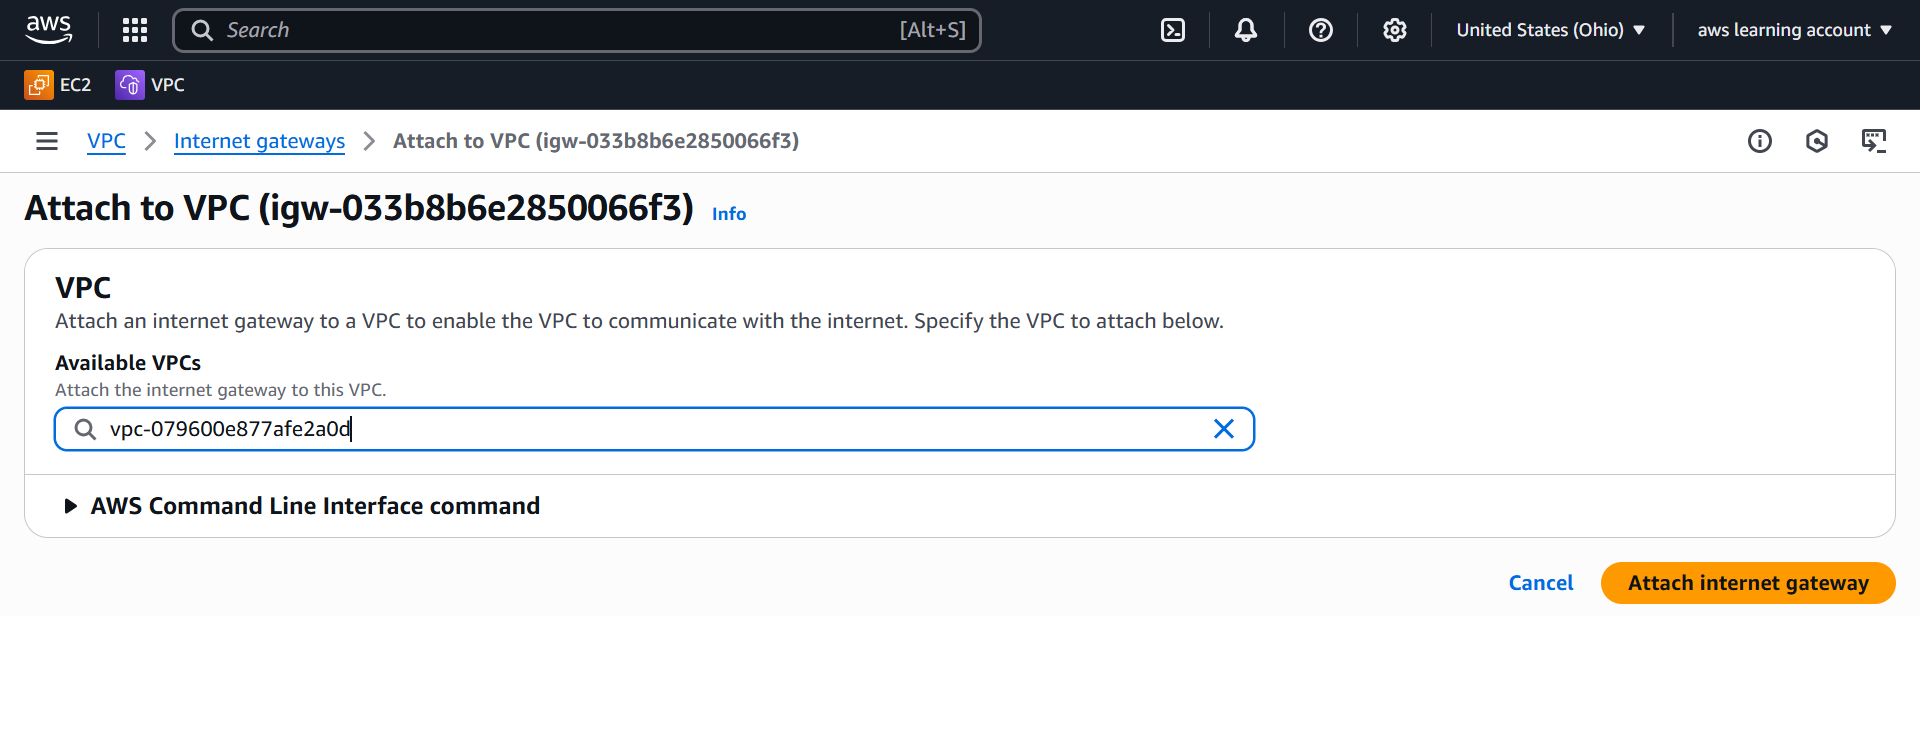 aws
Search
[Alt+S]
United States (Ohio)
aws learning account
EC2
VPC
VPC
Internet gateways
Attach to VPC (igw-033b8b6e2850066f3)
Attach to VPC (igw-033b8b6e2850066f3)
Info
VPC
Attach an internet gateway to a VPC to enable the VPC to communicate with the internet. Specify the VPC to attach below.
Available VPCs
Attach the internet gateway to this VPC.
vpc-079600e877afe2a0d
AWS Command Line Interface command
Cancel
Attach internet gateway